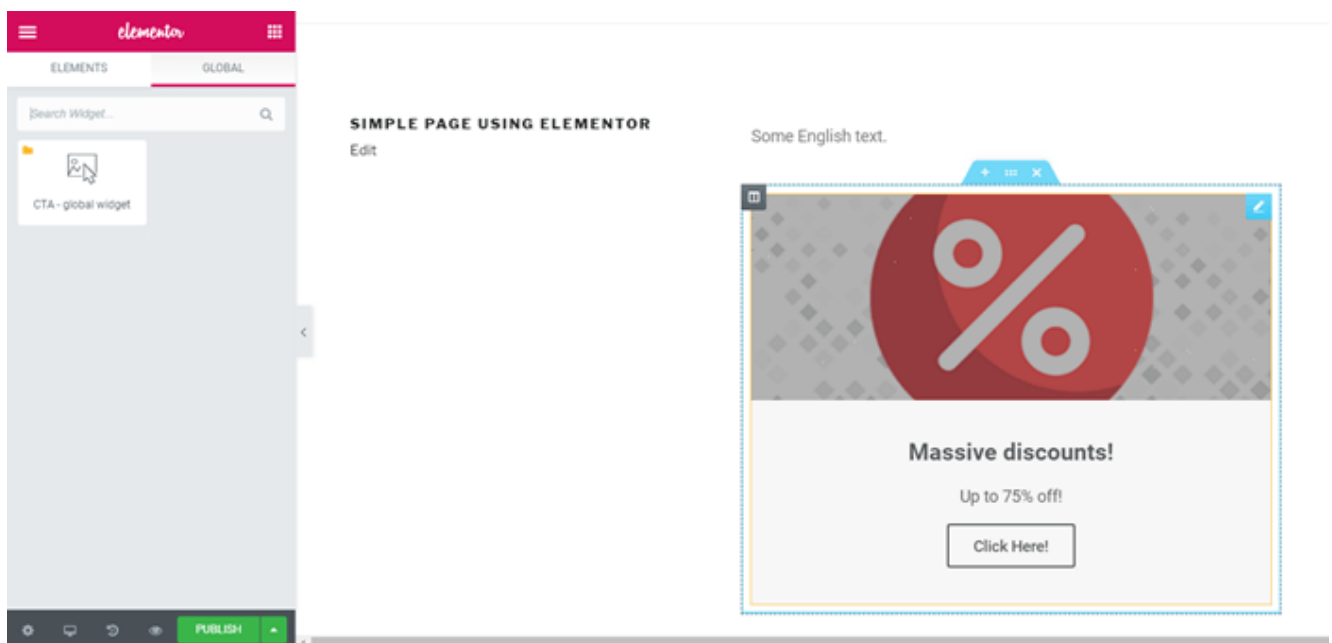 elementor
ELEMENTS GLOBAL
Search Widget...
CTA - global widget
PUBLISH
SIMPLE PAGE USING ELEMENTOR
Edit
Some English text.
Massive discounts!
Up to 75% off!
Click Here!